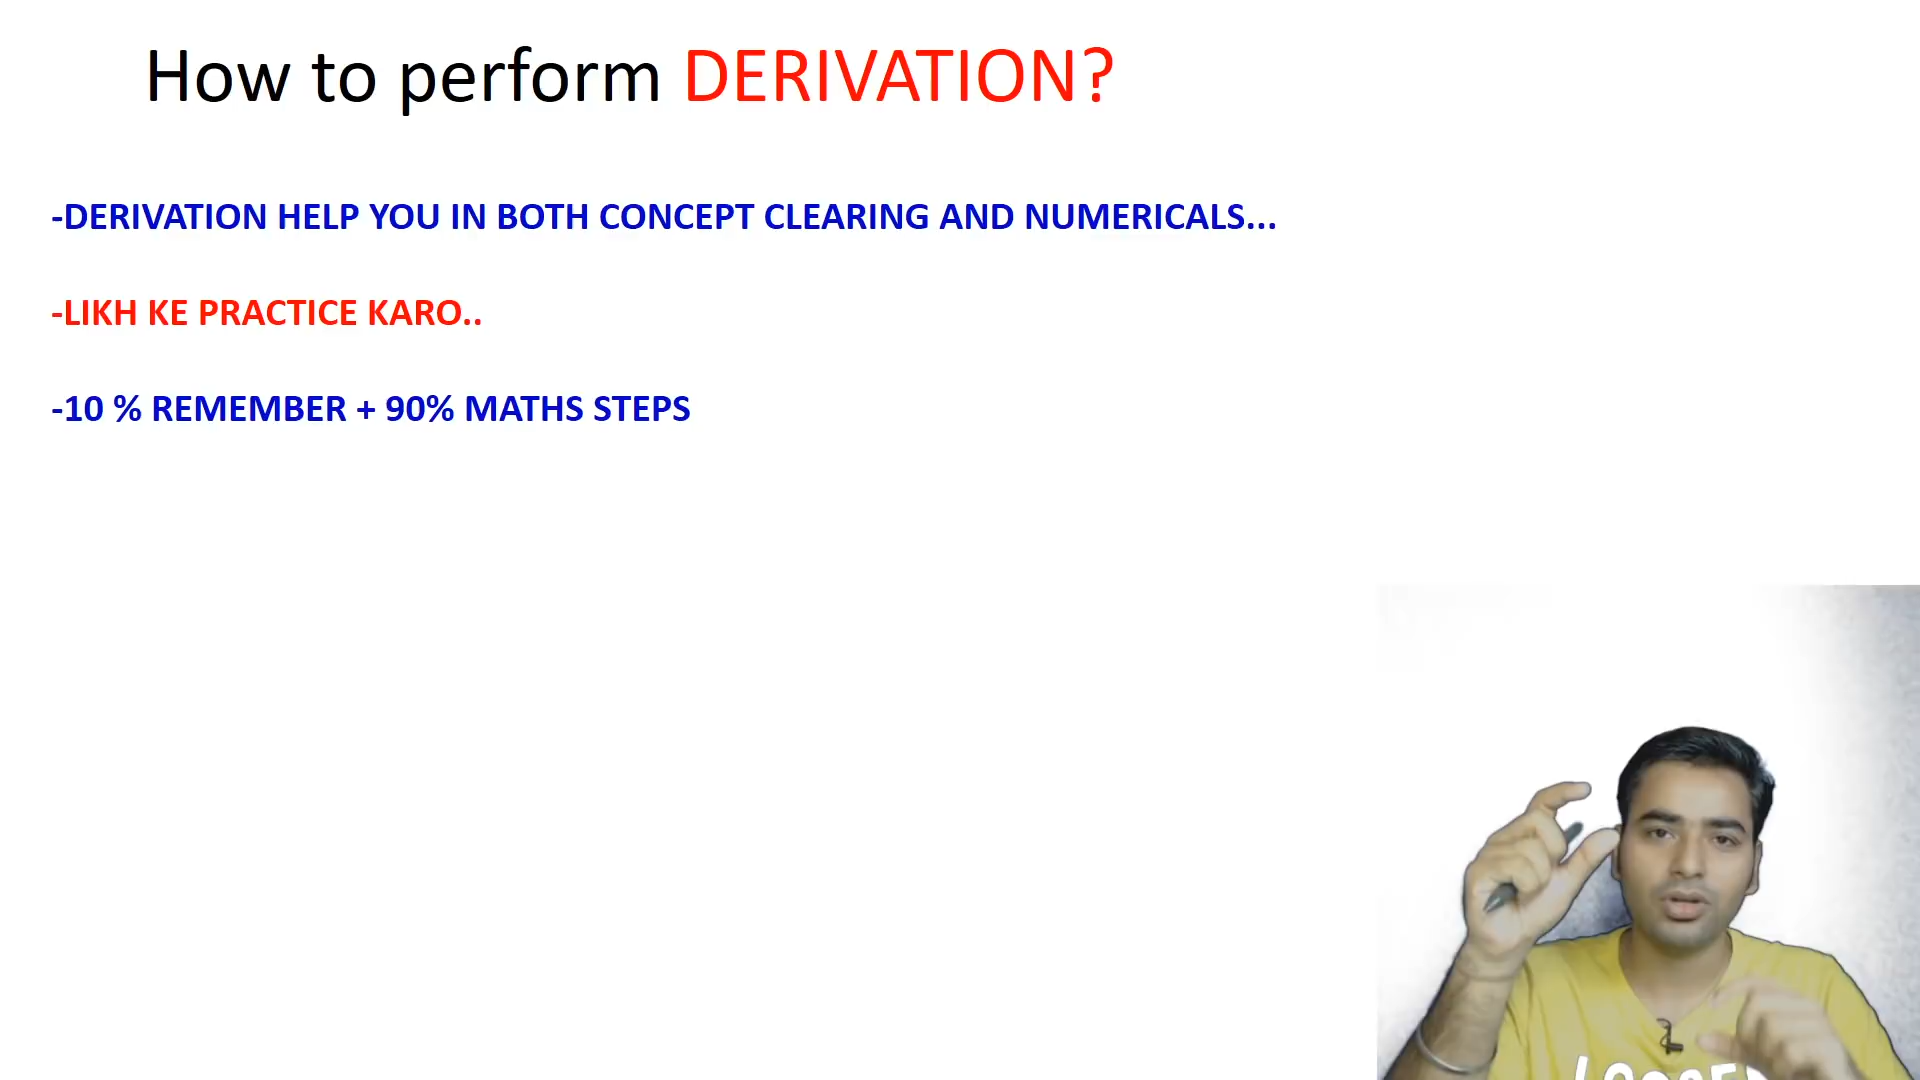 How to perform DERIVATION?
-DERIVATION HELP YOU IN BOTH CONCEPT CLEARING AND NUMERICALS...
-LIKH KE PRACTICE KARO..
-10 % REMEMBER + 90% MATHS STEPS